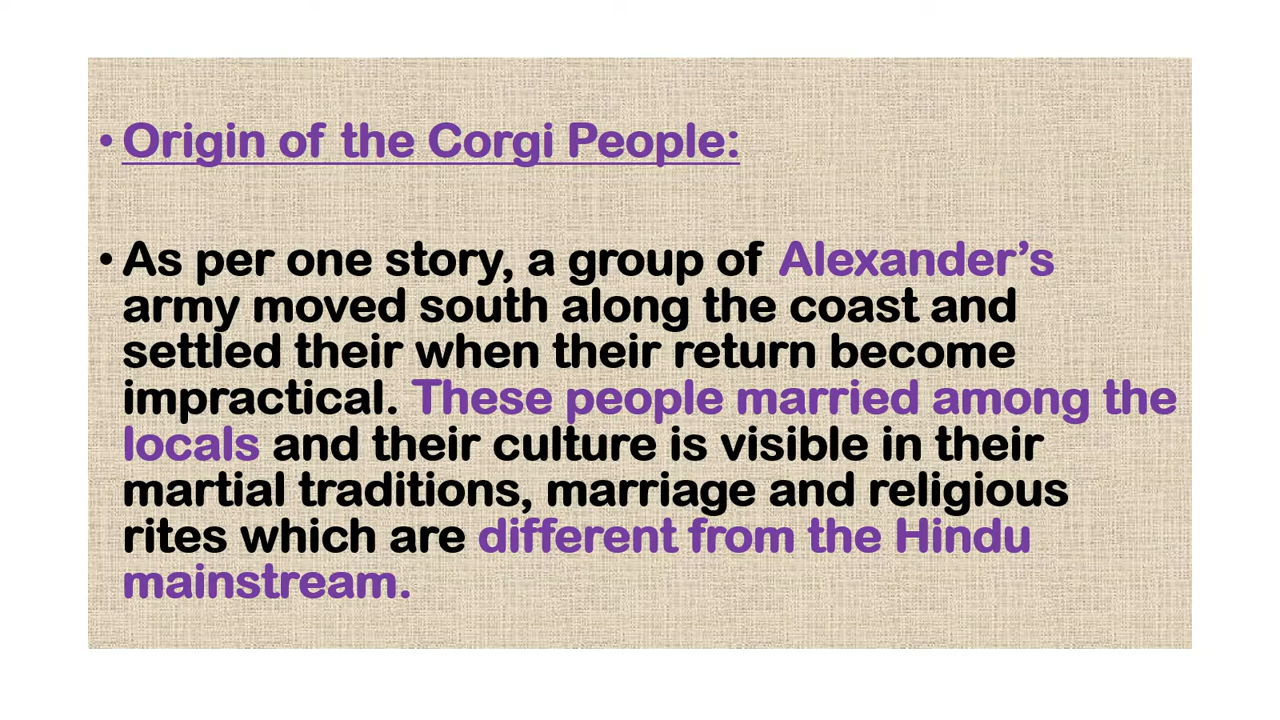 • Origin of the Corgi People:
• As per one story, a group of Alexander’s
army moved south along the coast and
settled their when their return become
impractical. These people married among the
locals and their culture is visible in their
martial traditions, marriage and religious
rites which are different from the Hindu
mainstream.